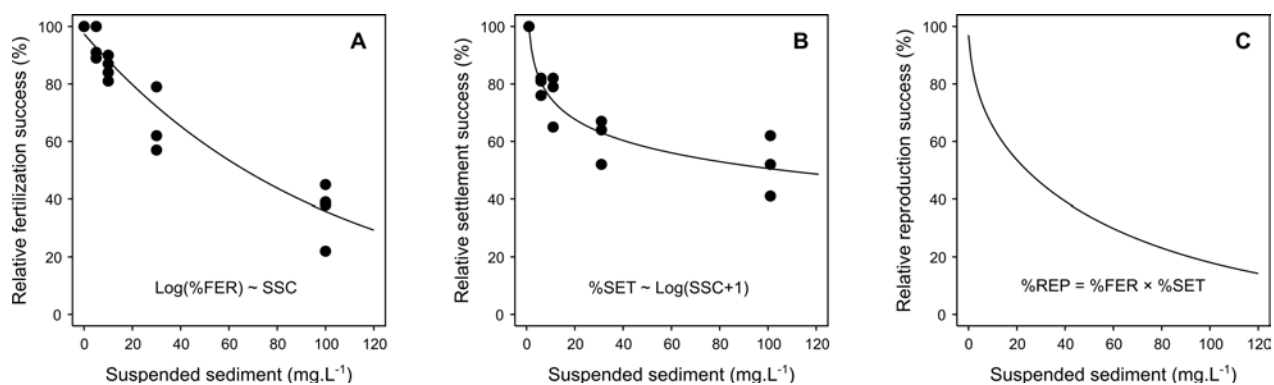 A
Relative fertilization success (%)
100
80
60
40
20
0
Log(%FER) ~ SSC
0 20 40 60 80 100 120
Suspended sediment (mg.L-1)
B
Relative settlement success (%)
100
80
60
40
20
0
%SET ~ Log(SSC+1)
0 20 40 60 80 100 120
Suspended sediment (mg.L-1)
C
Relative reproduction success (%)
100
80
60
40
20
0
%REP = %FER × %SET
0 20 40 60 80 100 120
Suspended sediment (mg.L-1)